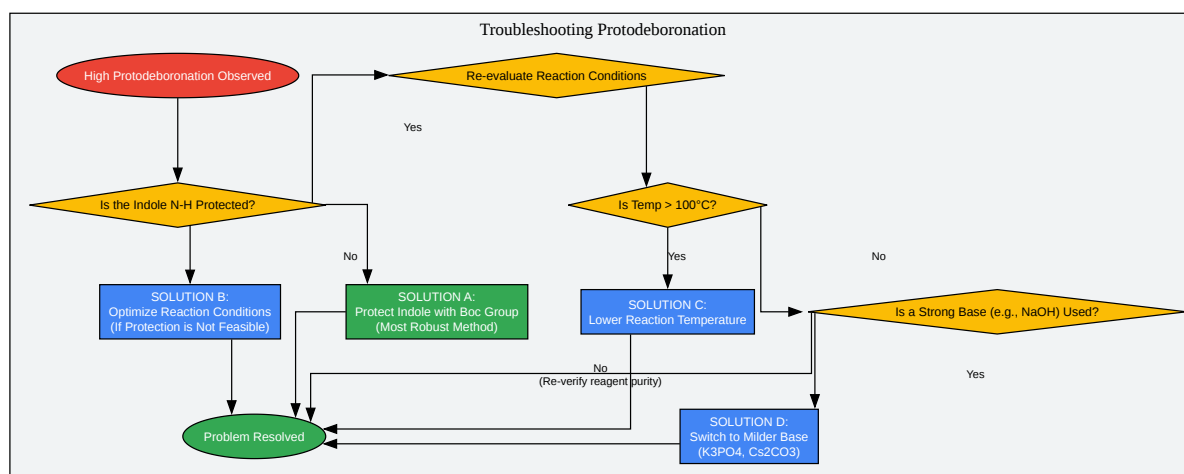 Troubleshooting Protodeboronation
High Protodeboronation Observed
Re-evaluate Reaction Conditions
Yes
Is the Indole N-H Protected?
Is Temp > 100°C?
No
Yes
No
SOLUTION B:
Optimize Reaction Conditions
(If Protection is Not Feasible)
SOLUTION A:
Protect Indole with Boc Group
(Most Robust Method)
SOLUTION C:
Lower Reaction Temperature
Is a Strong Base (e.g., NaOH) Used?
No
(Re-verify reagent purity)
Yes
Problem Resolved
SOLUTION D:
Switch to Milder Base
(K3PO4, Cs2CO3)